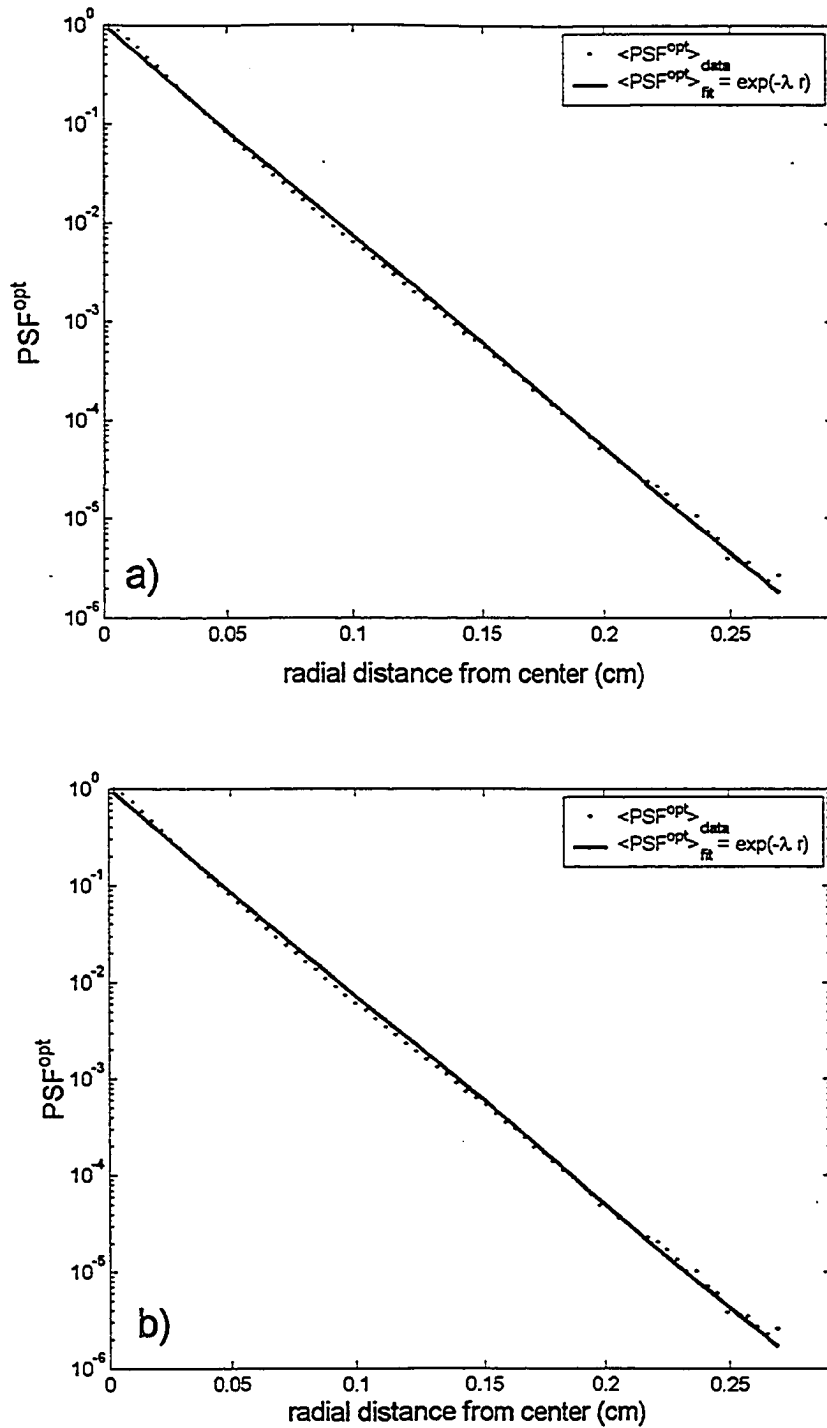 10^0
10^-1
10^-2
10^-3
10^-4
10^-5
10^-6
PSF^opt
<PSF^opt>_data
<PSF^opt>_fit = exp(-λ r)
a)
0 0.05 0.1 0.15 0.2 0.25
radial distance from center (cm)
10^0
10^-1
10^-2
10^-3
10^-4
10^-5
10^-6
PSF^opt
<PSF^opt>_data
<PSF^opt>_fit = exp(-λ r)
b)
0 0.05 0.1 0.15 0.2 0.25
radial distance from center (cm)